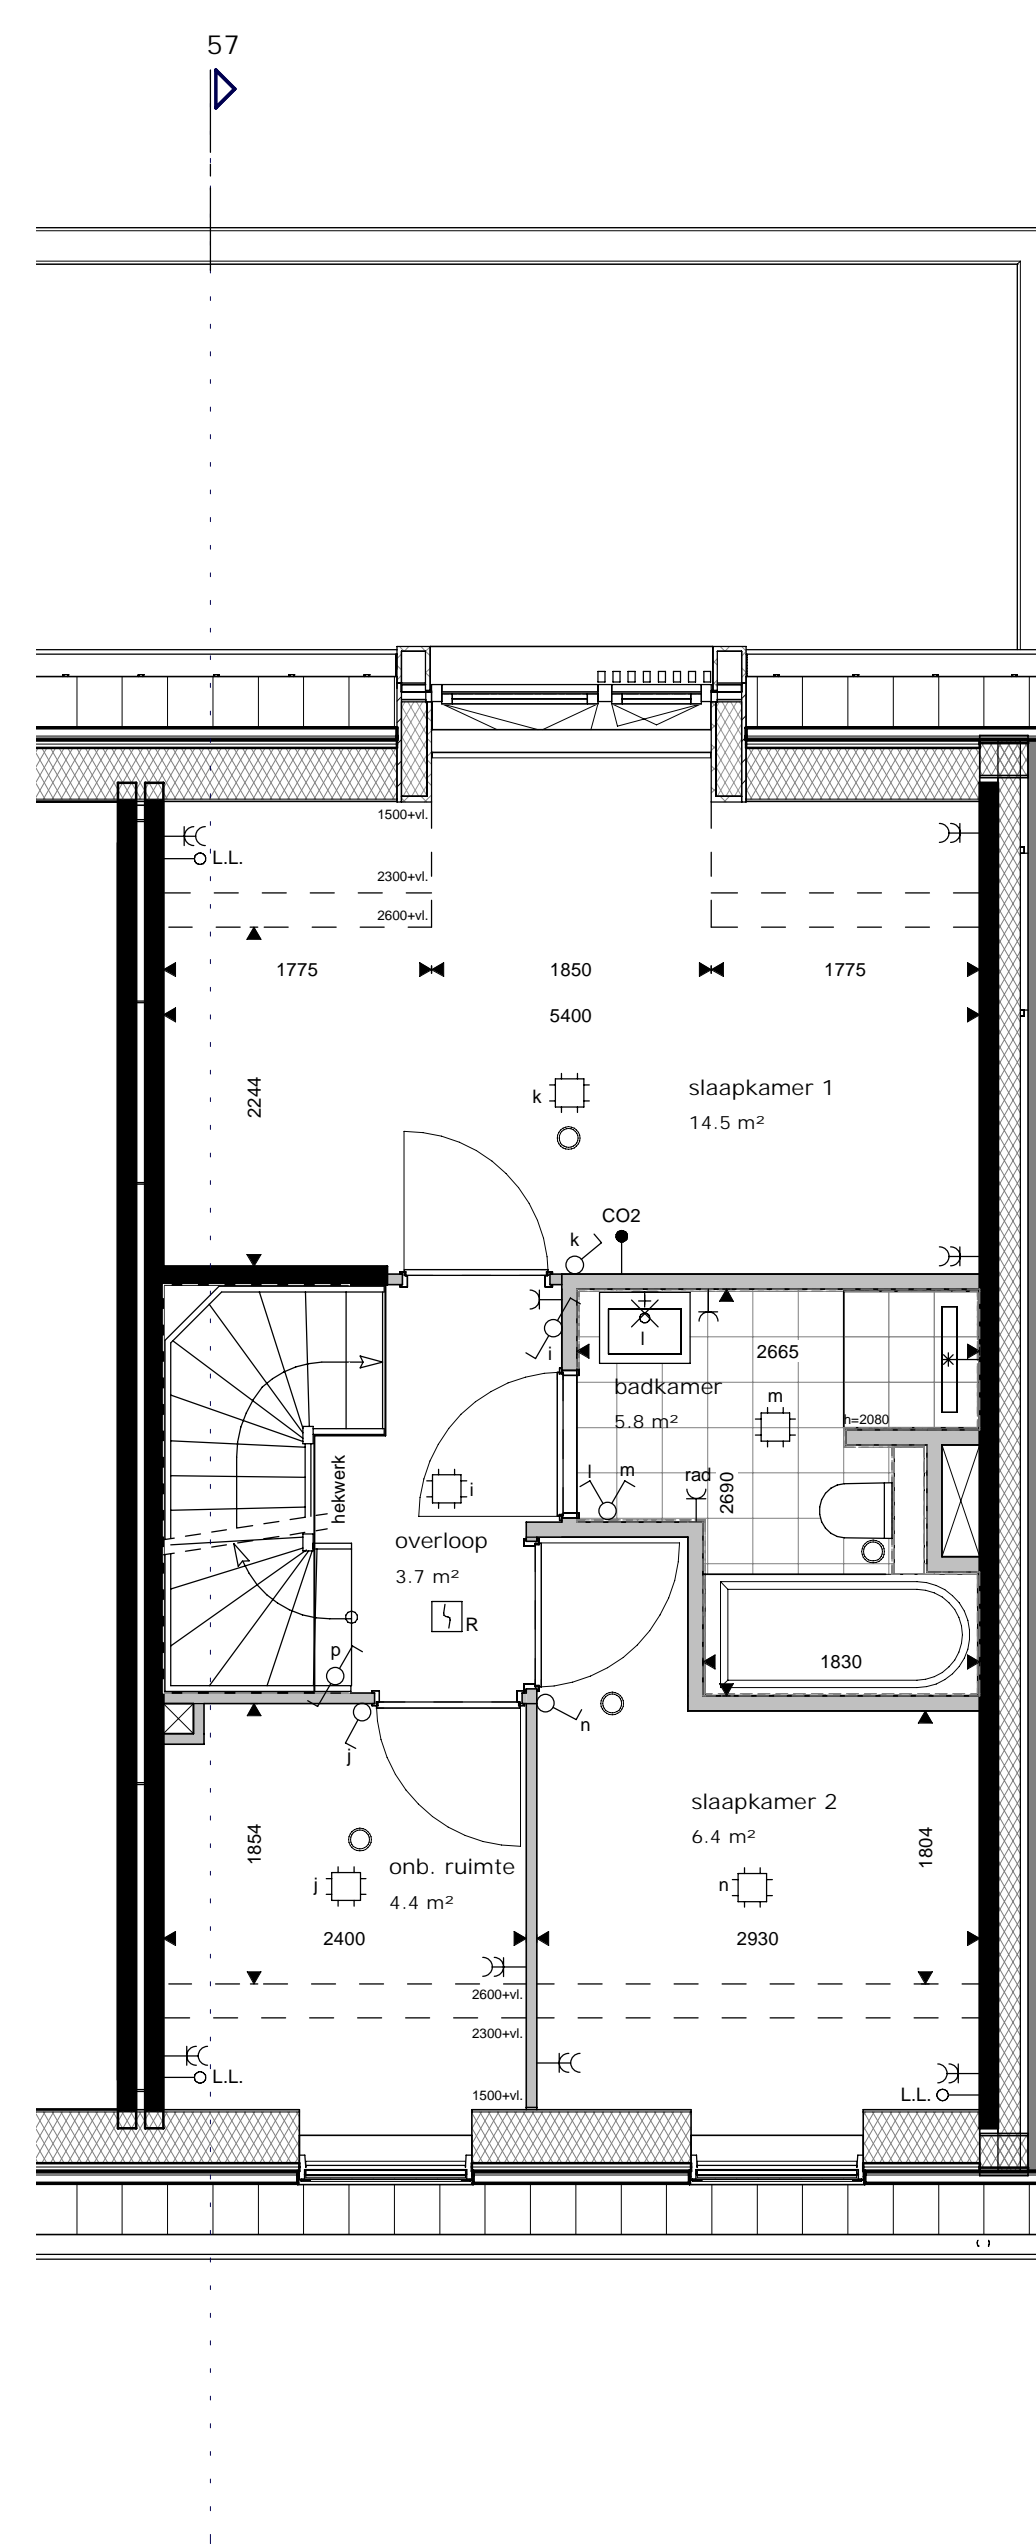 57
1500+vl.
L.L.
2300+vl.
2600+vl.
1775
1850
1775
5400
2244
k
slaapkamer 1
14.5 m²
CO2
k
i
l
2665
badkamer
5.8 m²
m
h=2080
hekwerk
l
m
rad
2690
i
overloop
3.7 m²
R
p
1830
n
j
slaapkamer 2
6.4 m²
1854
1804
onb. ruimte
4.4 m²
j
n
2400
2930
2600+vl.
2300+vl.
L.L.
1500+vl.
L.L.